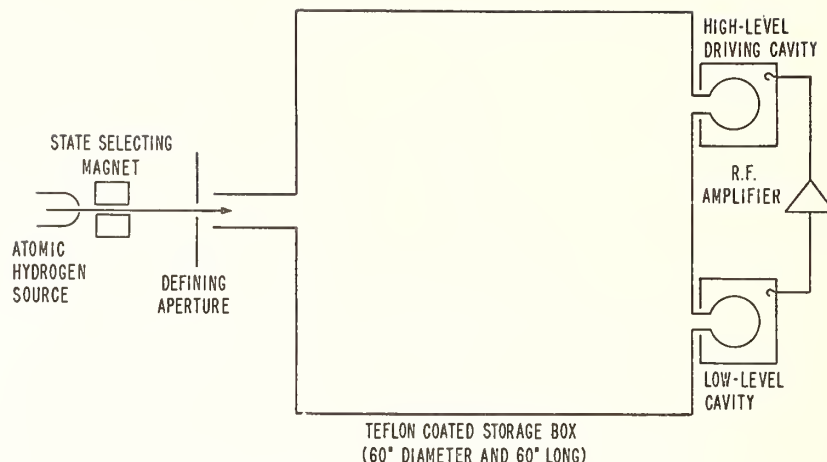 HIGH-LEVEL
DRIVING CAVITY
STATE SELECTING
MAGNET
R.F.
AMPLIFIER
ATOMIC
HYDROGEN
SOURCE
DEFINING
APERTURE
LOW-LEVEL
CAVITY
TEFLON COATED STORAGE BOX
(60" DIAMETER AND 60" LONG)